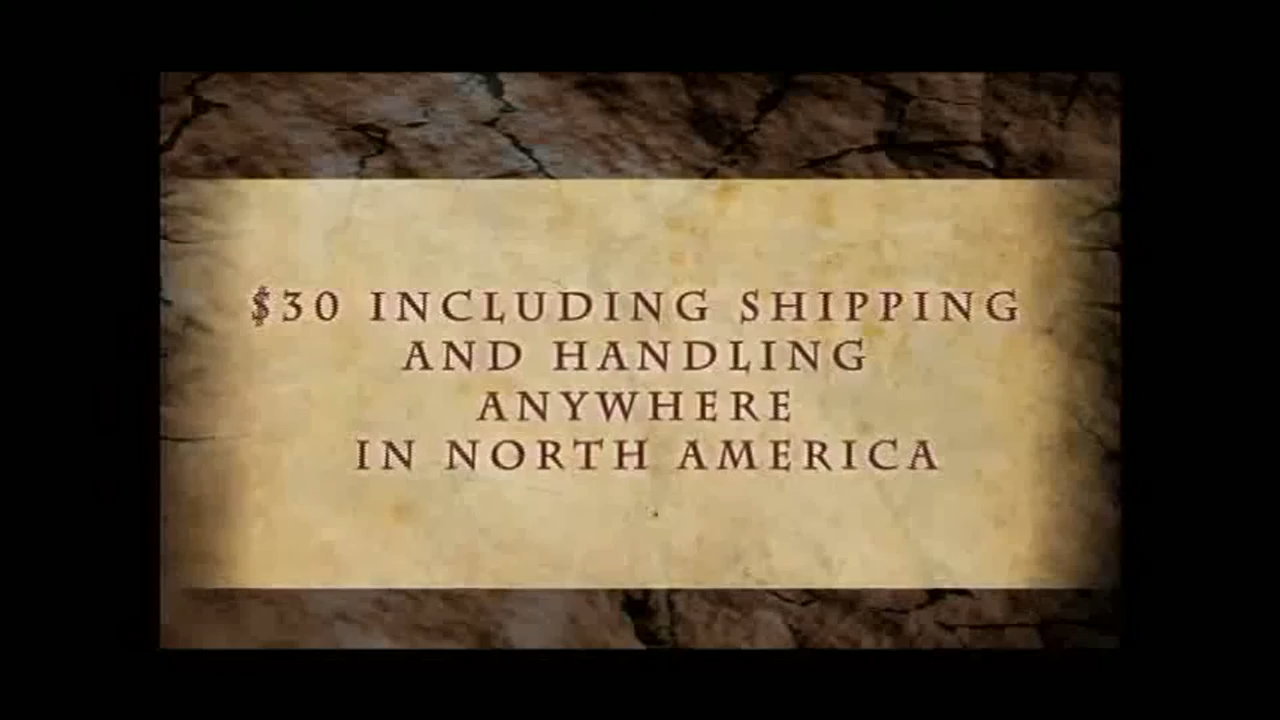 $30 INCLUDING SHIPPING
AND HANDLING
ANYWHERE
IN NORTH AMERICA